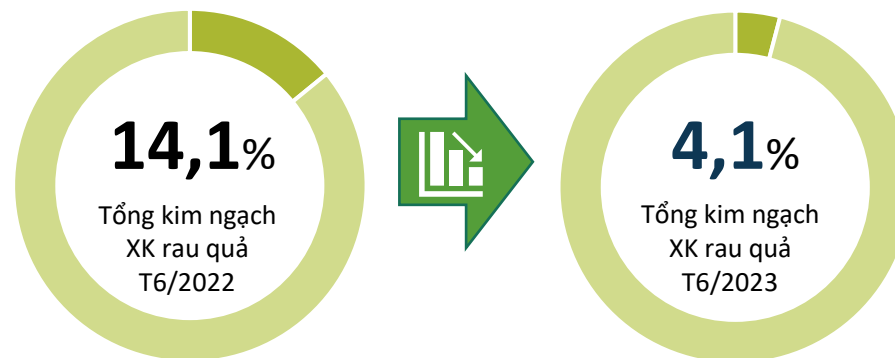 14,1%
Tổng kim ngạch
XK rau quả
T6/2022
4,1%
Tổng kim ngạch
XK rau quả
T6/2023